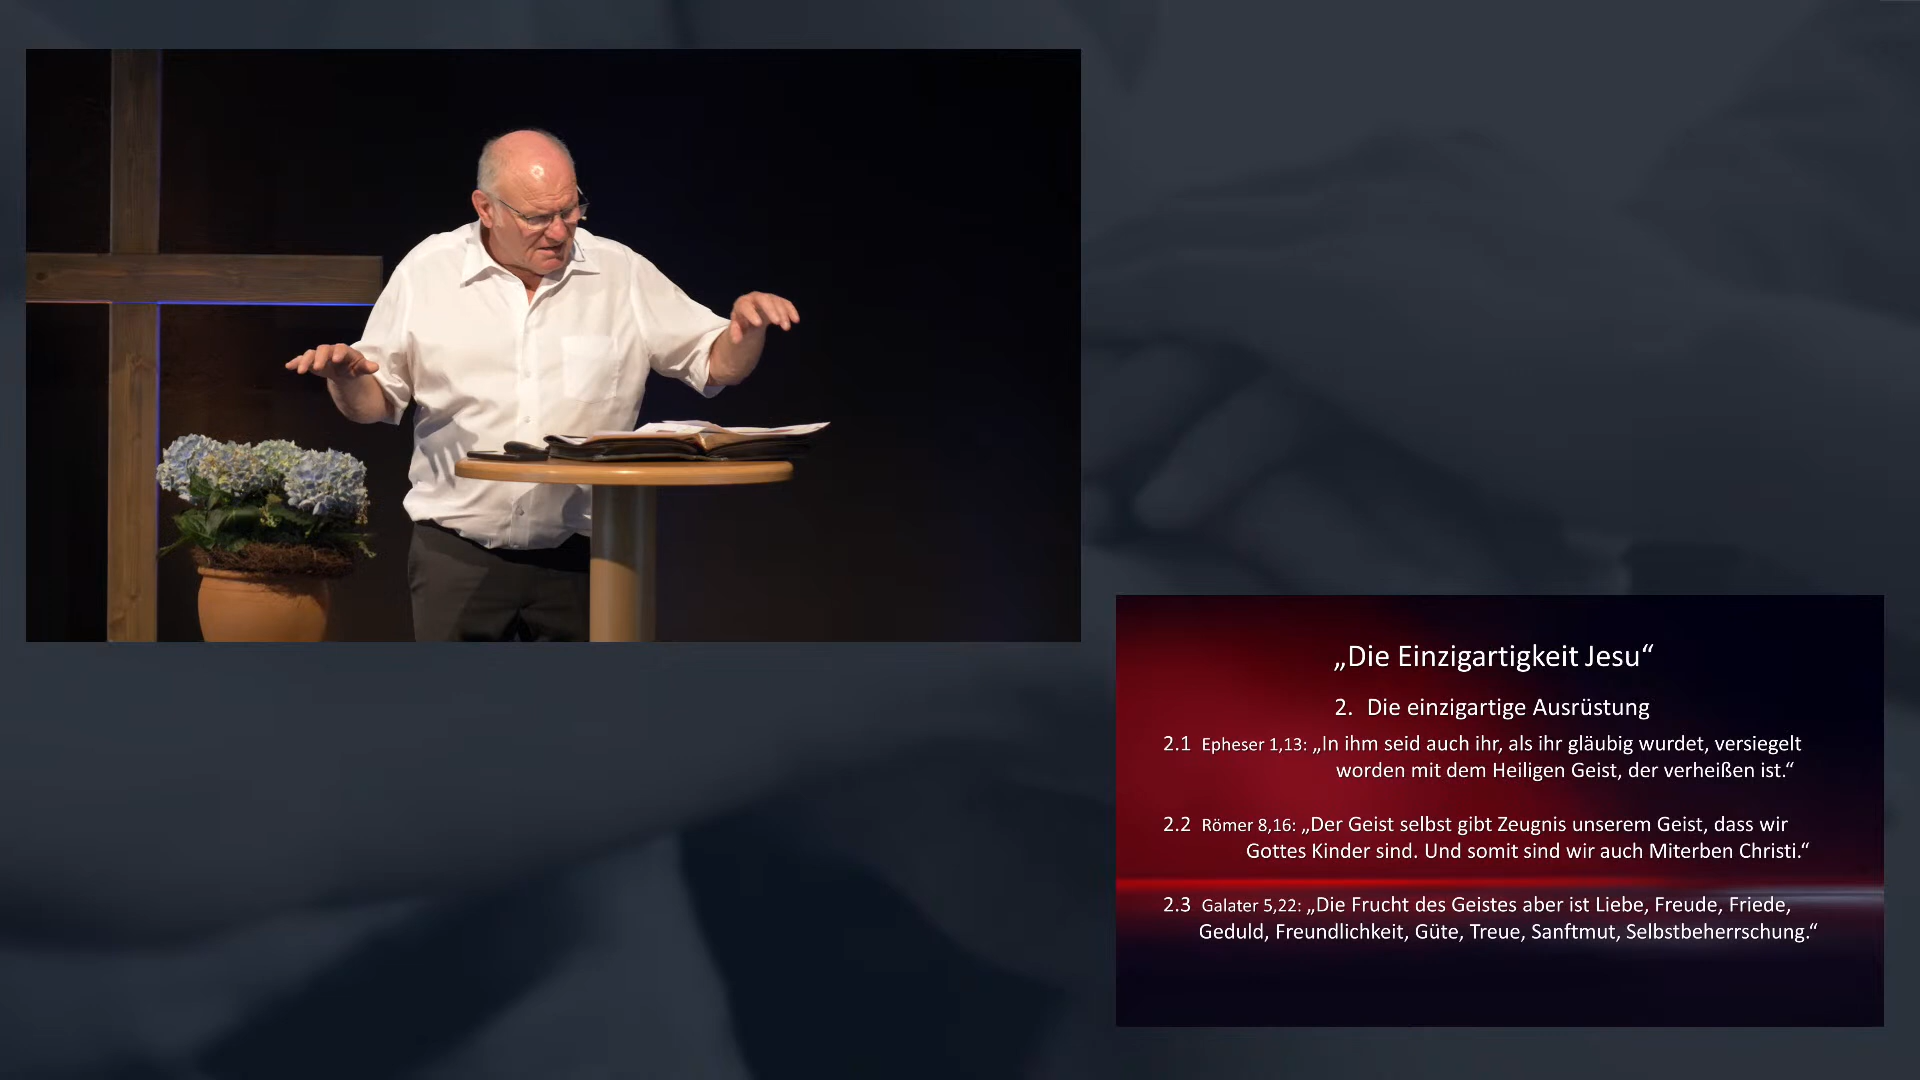 „Die Einzigartigkeit Jesu“
2. Die einzigartige Ausrüstung
2.1 Epheser 1,13: „In ihm seid auch ihr, als ihr gläubig wurdet, versiegelt
worden mit dem Heiligen Geist, der verheißen ist.“
2.2 Römer 8,16: „Der Geist selbst gibt Zeugnis unserem Geist, dass wir
Gottes Kinder sind. Und somit sind wir auch Miterben Christi.“
2.3 Galater 5,22: „Die Frucht des Geistes aber ist Liebe, Freude, Friede,
Geduld, Freundlichkeit, Güte, Treue, Sanftmut, Selbstbeherrschung.“